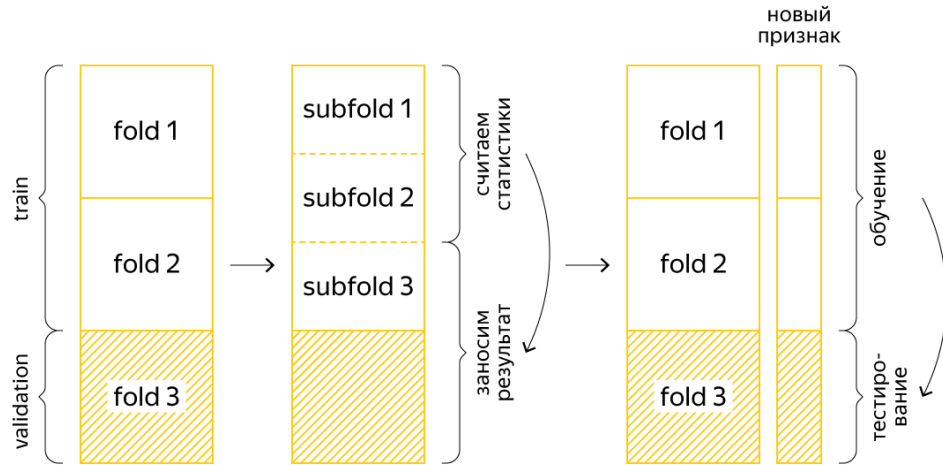 новый
признак
train
validation
fold 1
fold 2
fold 3
subfold 1
subfold 2
subfold 3
считаем
статистики
заносим
результат
fold 1
fold 2
fold 3
обучение
тестиро-
вание